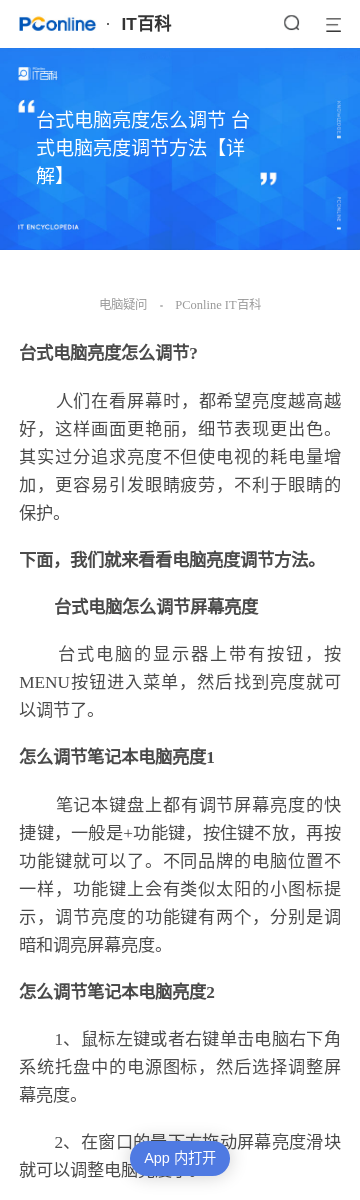 PConline · IT百科
IT百科
台式电脑亮度怎么调节 台
式电脑亮度调节方法【详
解】
IT ENCYCLOPEDIA
PCONLINE
电脑疑问 - PConline IT百科
台式电脑亮度怎么调节?
人们在看屏幕时，都希望亮度越高越
好，这样画面更艳丽，细节表现更出色。
其实过分追求亮度不但使电视的耗电量增
加，更容易引发眼睛疲劳，不利于眼睛的
保护。
下面，我们就来看看电脑亮度调节方法。
台式电脑怎么调节屏幕亮度
台式电脑的显示器上带有按钮，按
MENU按钮进入菜单，然后找到亮度就可
以调节了。
怎么调节笔记本电脑亮度1
笔记本键盘上都有调节屏幕亮度的快
捷键，一般是+功能键，按住键不放，再按
功能键就可以了。不同品牌的电脑位置不
一样，功能键上会有类似太阳的小图标提
示，调节亮度的功能键有两个，分别是调
暗和调亮屏幕亮度。
怎么调节笔记本电脑亮度2
1、鼠标左键或者右键单击电脑右下角
系统托盘中的电源图标，然后选择调整屏
幕亮度。
2、在窗口的最下方拖动屏幕亮度滑块
就可以调整电脑
App 内打开